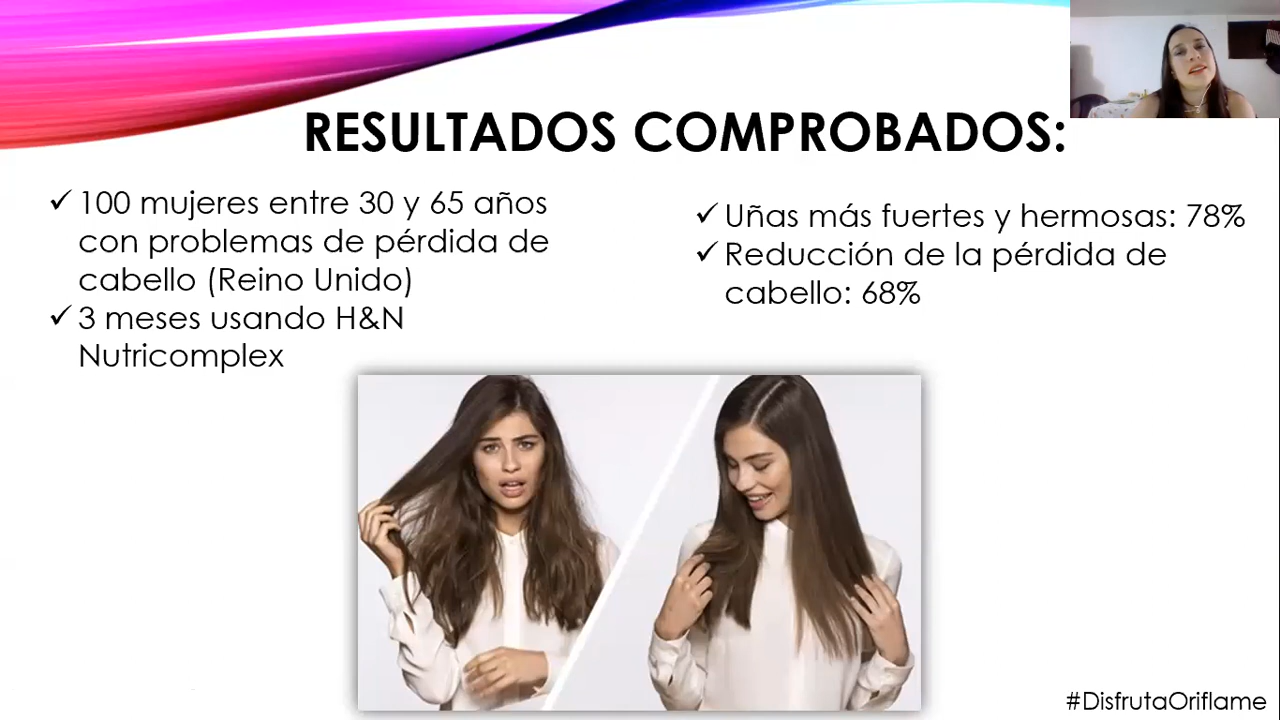 RESULTADOS COMPROBADOS:
✓ 100 mujeres entre 30 y 65 años
con problemas de pérdida de
cabello (Reino Unido)
✓ 3 meses usando H&N
Nutricomplex
✓ Uñas más fuertes y hermosas: 78%
✓ Reducción de la pérdida de
cabello: 68%
#DisfrutaOriflame